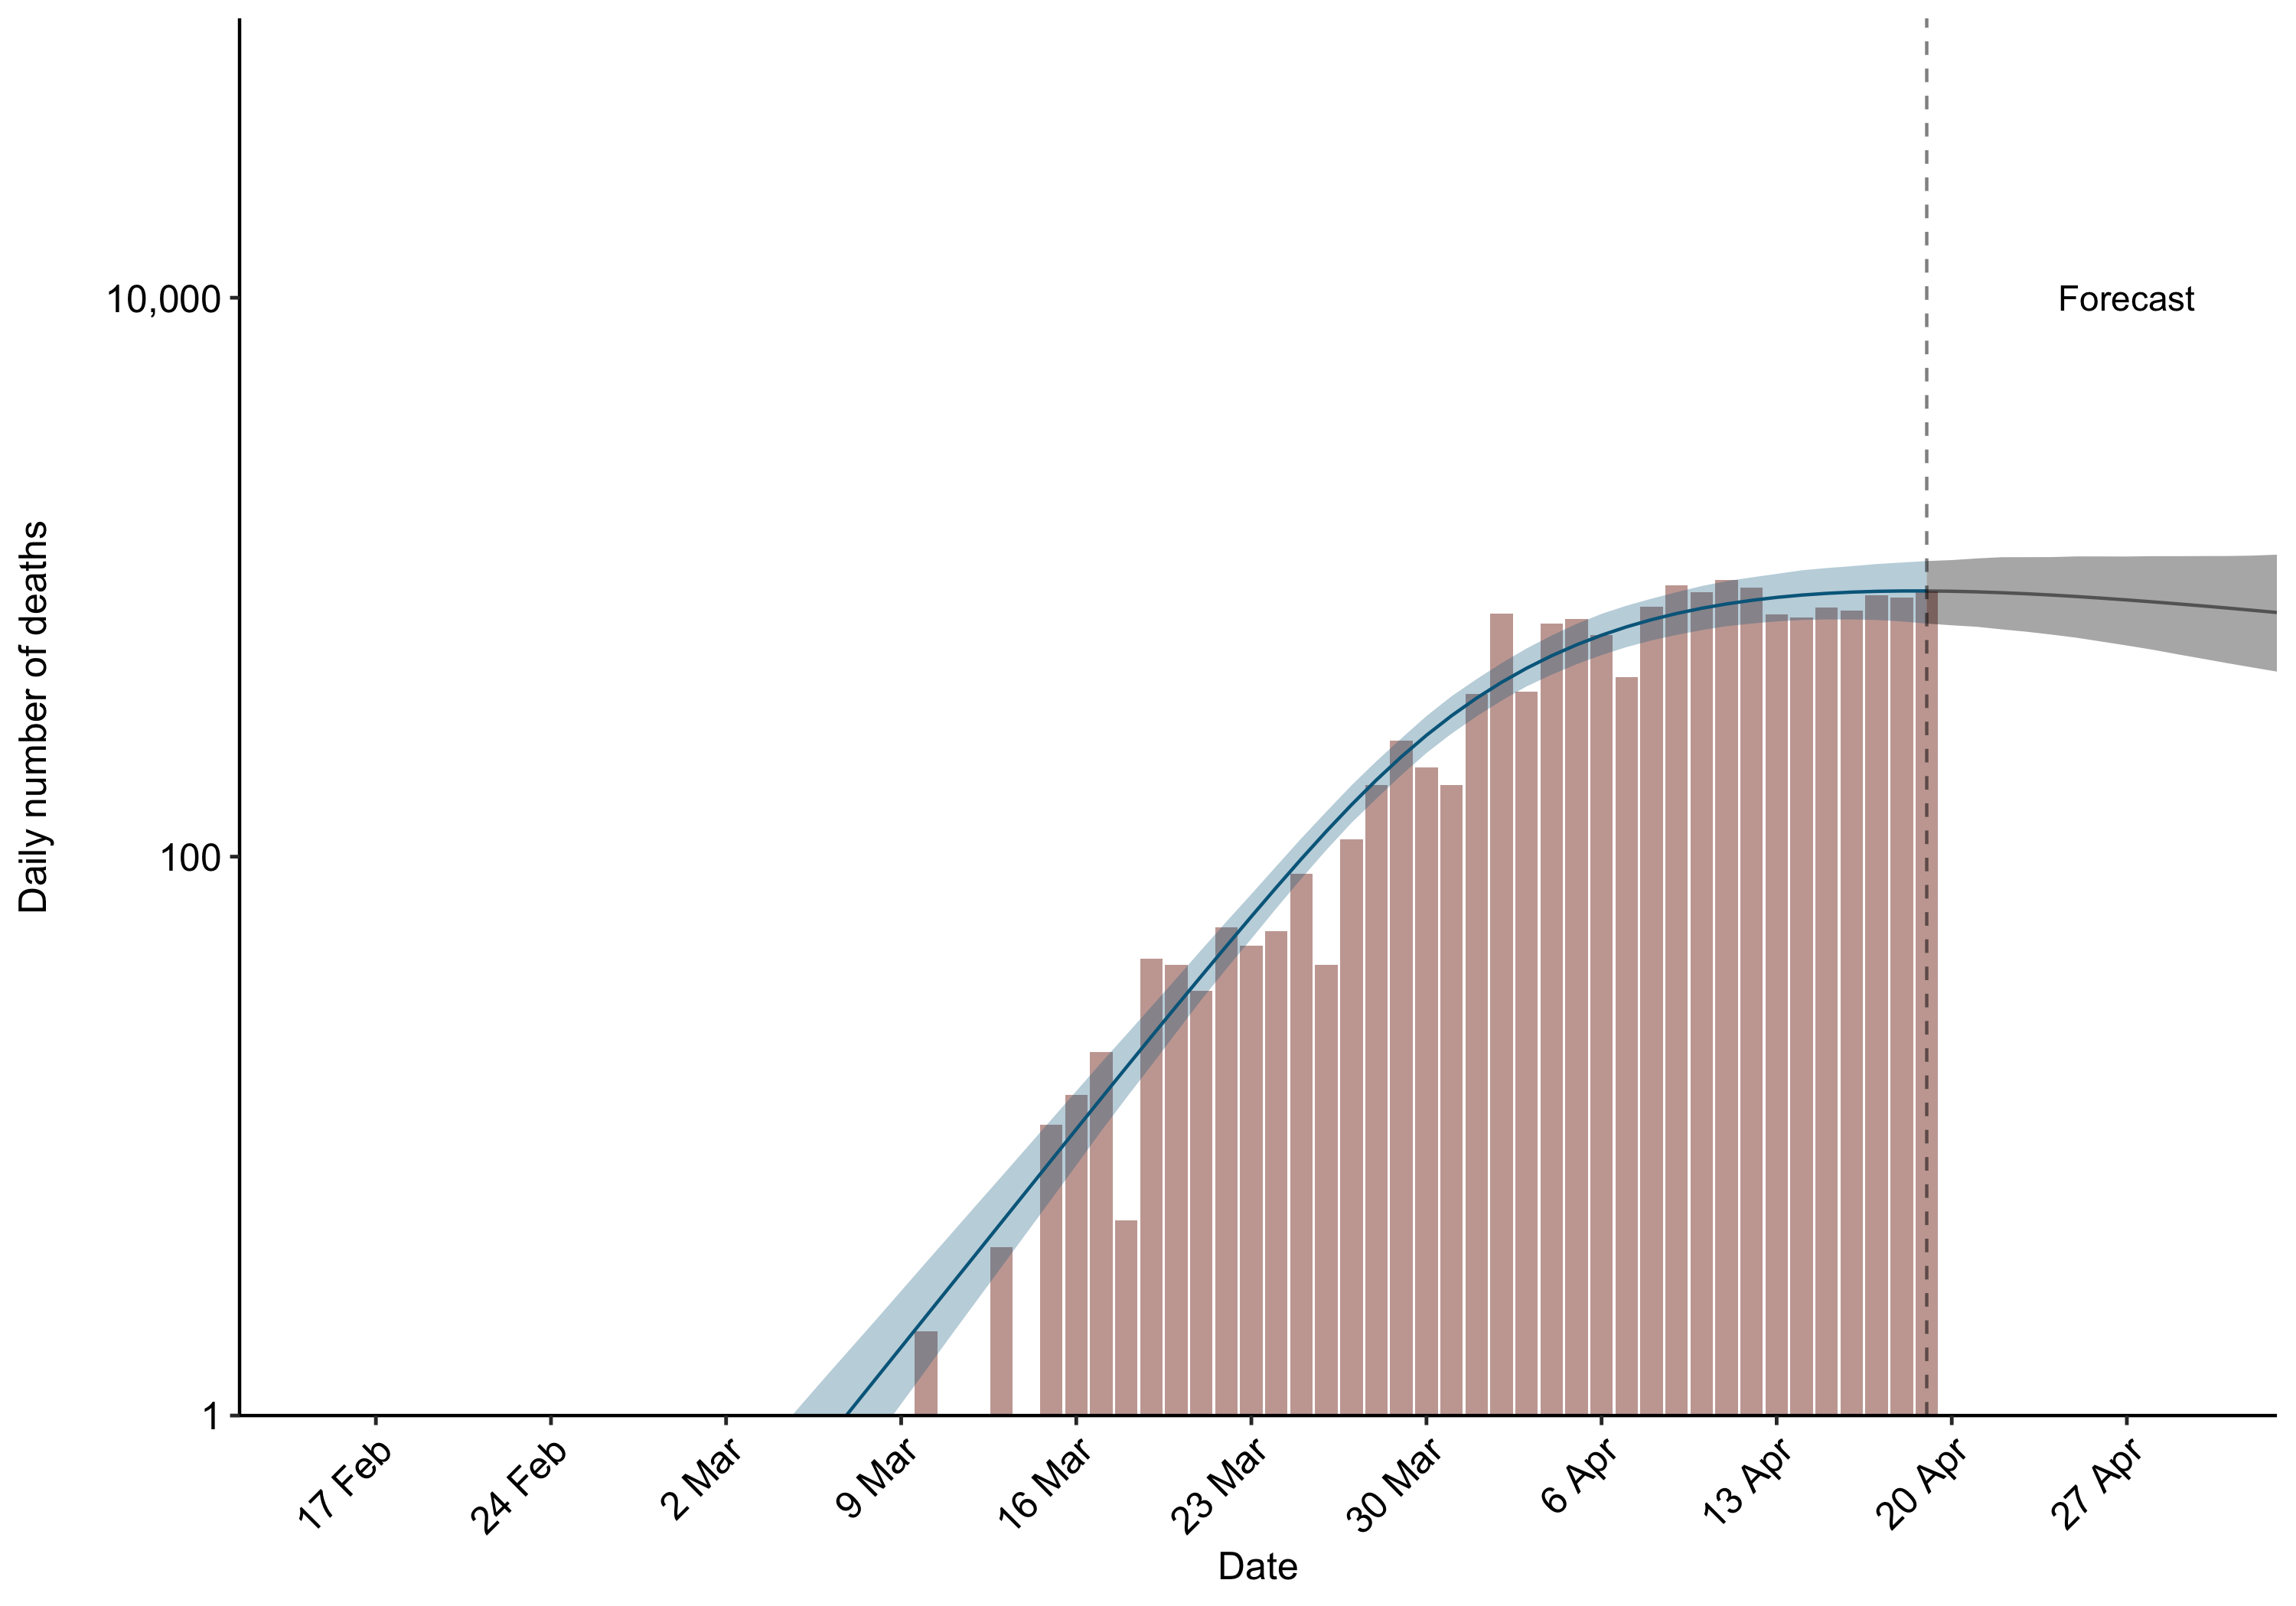 Daily number of deaths
10,000
100
1
Forecast
17 Feb
24 Feb
2 Mar
9 Mar
16 Mar
23 Mar
30 Mar
6 Apr
13 Apr
20 Apr
27 Apr
Date